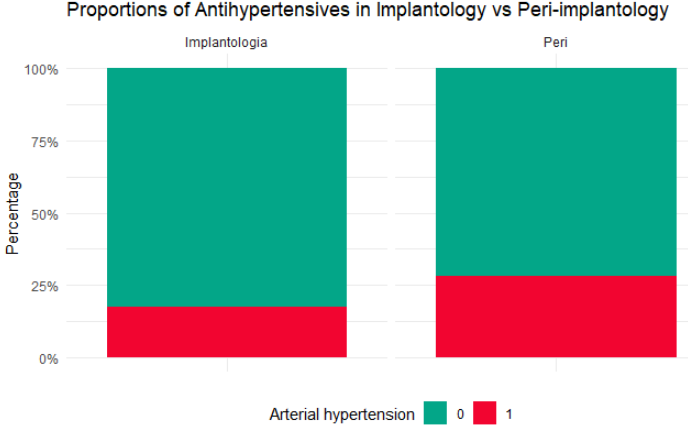 Proportions of Antihypertensives in Implantology vs Peri-implantology
Implantologia
Peri
100%
75%
50%
25%
0%
Percentage
Arterial hypertension 0 1